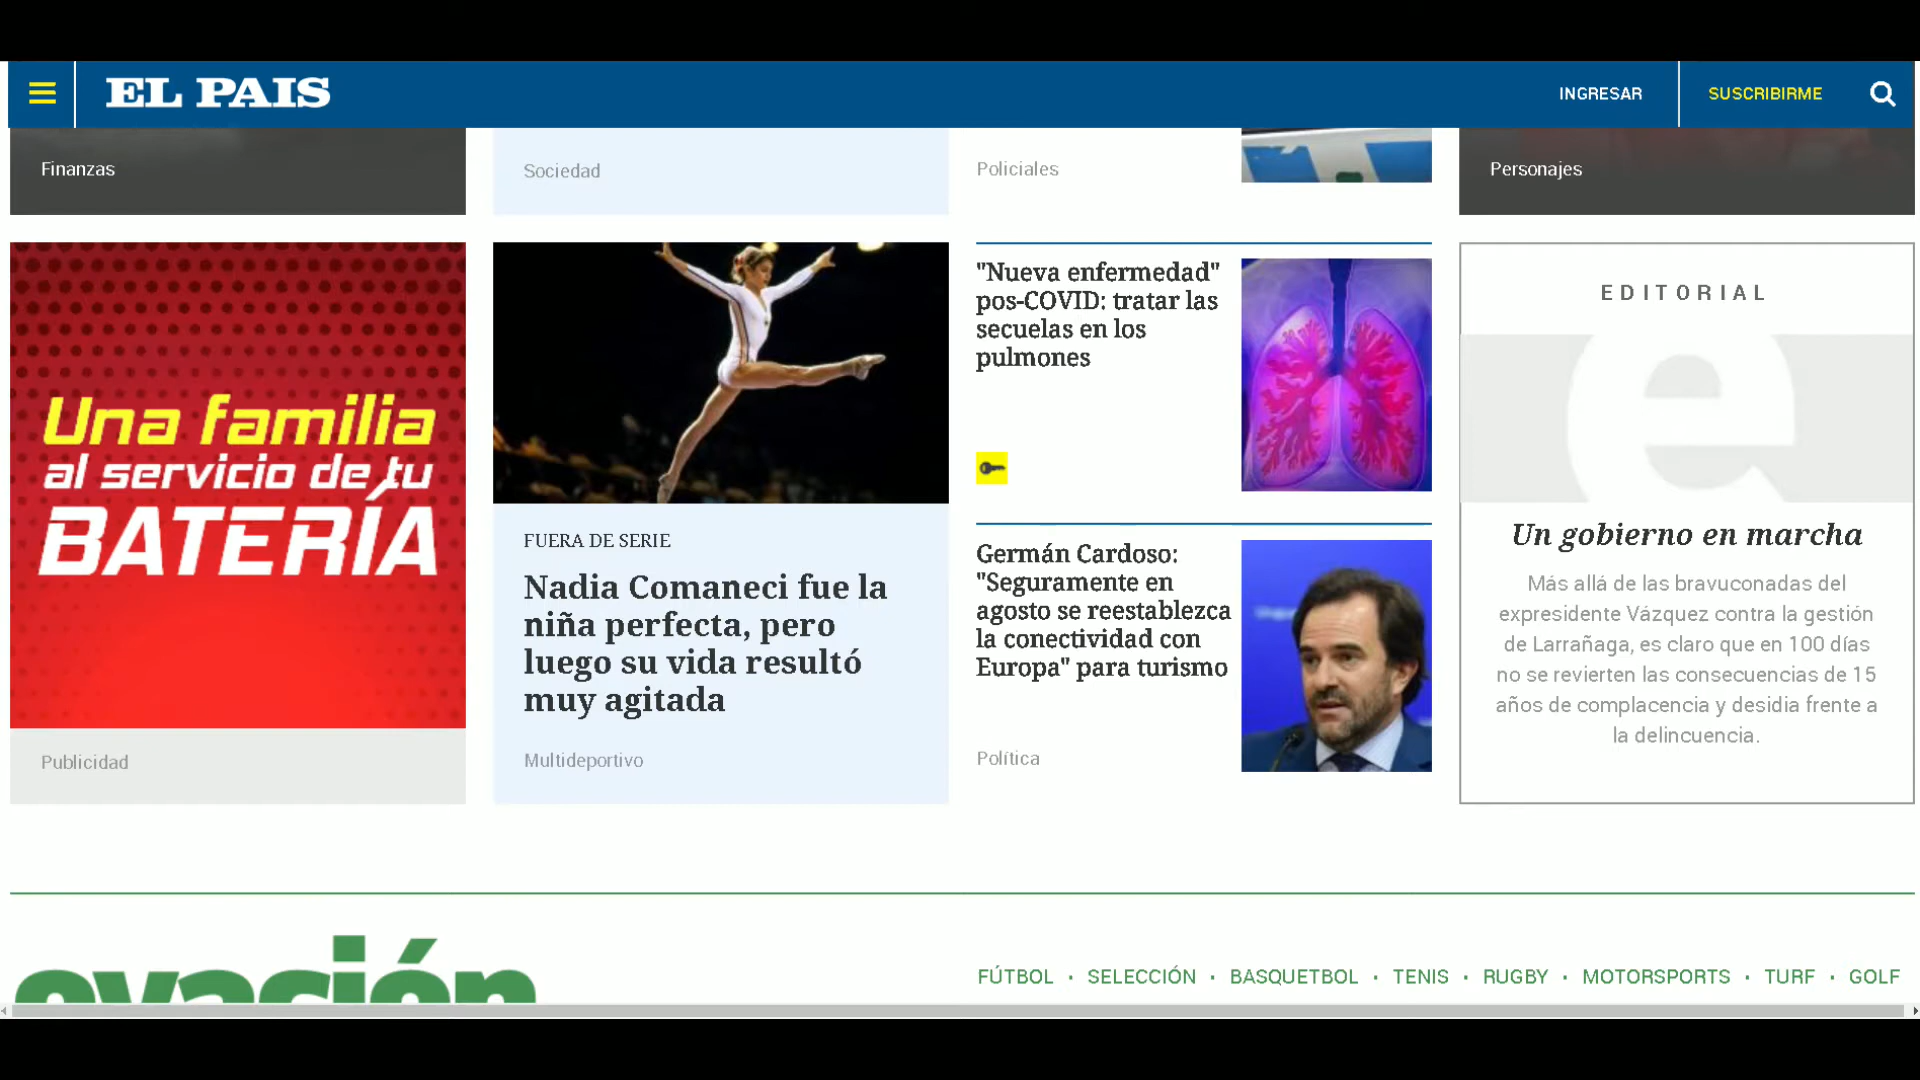 EL PAIS
INGRESAR
SUSCRIBIRME
Finanzas
Sociedad
Policiales
Personajes
Una familia
al servicio de tu
BATERÍA
Publicidad
FUERA DE SERIE
Nadia Comaneci fue la
niña perfecta, pero
luego su vida resultó
muy agitada
Multideportivo
"Nueva enfermedad"
pos-COVID: tratar las
secuelas en los
pulmones
Germán Cardoso:
"Seguramente en
agosto se reestablezca
la conectividad con
Europa" para turismo
Política
EDITORIAL
e
Un gobierno en marcha
Más allá de las bravuconadas del
expresidente Vázquez contra la gestión
de Larrañaga, es claro que en 100 días
no se revierten las consecuencias de 15
años de complacencia y desidia frente a
la delincuencia.
ovación
FÚTBOL · SELECCIÓN · BASQUETBOL · TENIS · RUGBY · MOTORSPORTS · TURF · GOLF